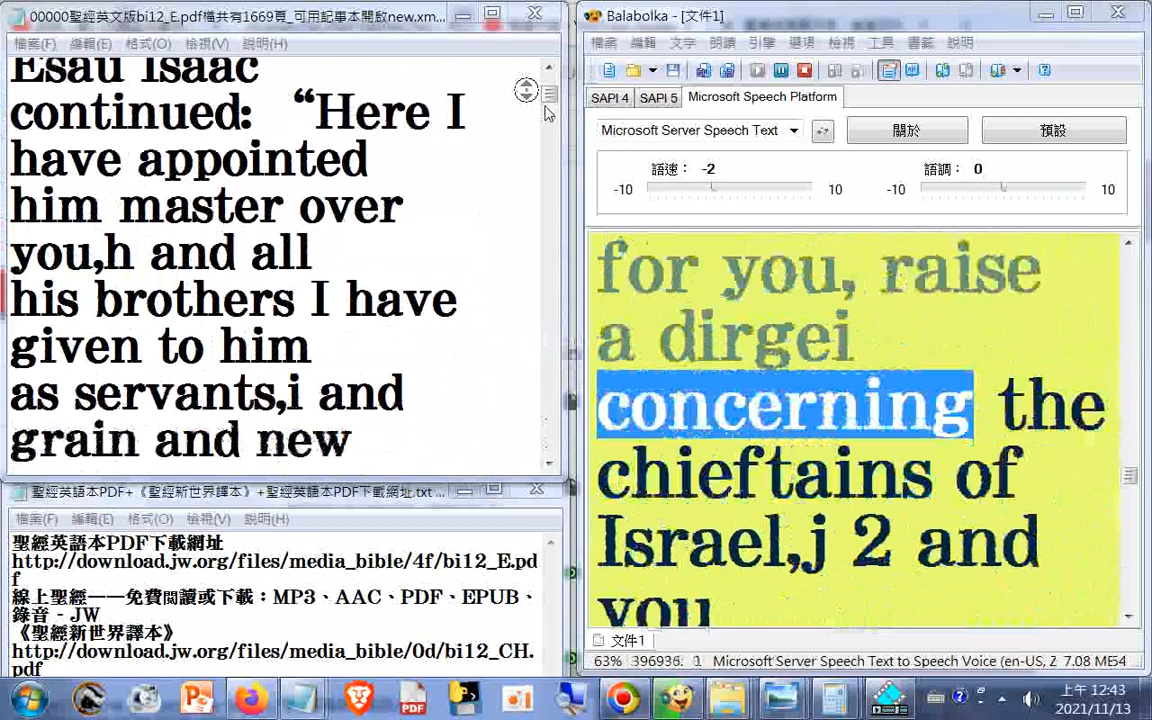 00000聖經英文版bi12_E.pdf檔共有1669頁_可用記事本開啟new.xm...
檔案(F) 編輯(E) 格式(O) 檢視(V) 說明(H)
Esau Isaac
continued: “Here I
have appointed
him master over
you,h and all
his brothers I have
given to him
as servants,i and
grain and new
聖經英語本PDF+《聖經新世界譯本》+聖經英語本PDF下載網址.txt ...
檔案(F) 編輯(E) 格式(O) 檢視(V) 說明(H)
聖經英語本PDF下載網址
http://download.jw.org/files/media_bible/4f/bi12_E.pd
f
線上聖經——免費閱讀或下載：MP3、AAC、PDF、EPUB、
錄音 - JW
《聖經新世界譯本》
http://download.jw.org/files/media_bible/0d/bi12_CH.
pdf
Balabolka - [文件1]
檔案 編輯 文字 朗讀 引擎 選項 檢視 工具 書籤 說明
SAPI 4 SAPI 5 Microsoft Speech Platform
Microsoft Server Speech Text 關於 預設
語速： -2 語調： 0
-10 10 -10 10
for you, raise
a dirgei
concerning the
chieftains of
Israel,j 2 and
you
文件1
63% 396936: 1 Microsoft Server Speech Text to Speech Voice (en-US, Z 7.08 ME54
上午 12:43
2021/11/13